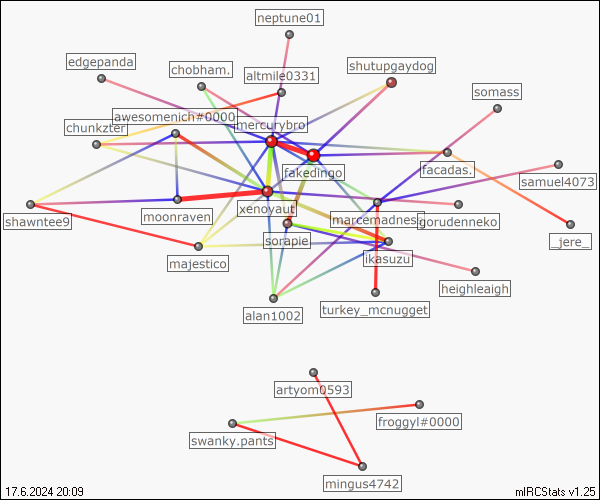 neptune01
edgepanda
chobham.
altmile0331
shutupgaydog
somass
awesomenich#0000
mercurybro
chunkzter
fakedingo
facadas.
samuel4073
xenoyaut
moonraven
marcemadness
gorudenneko
shawntee9
sorapie
_jere_
majestico
ikasuzu
heighleaigh
alan1002
turkey_mcnugget
artyom0593
froggyl#0000
swanky.pants
mingus4742
17.6.2024 20:09
mIRCStats v1.25